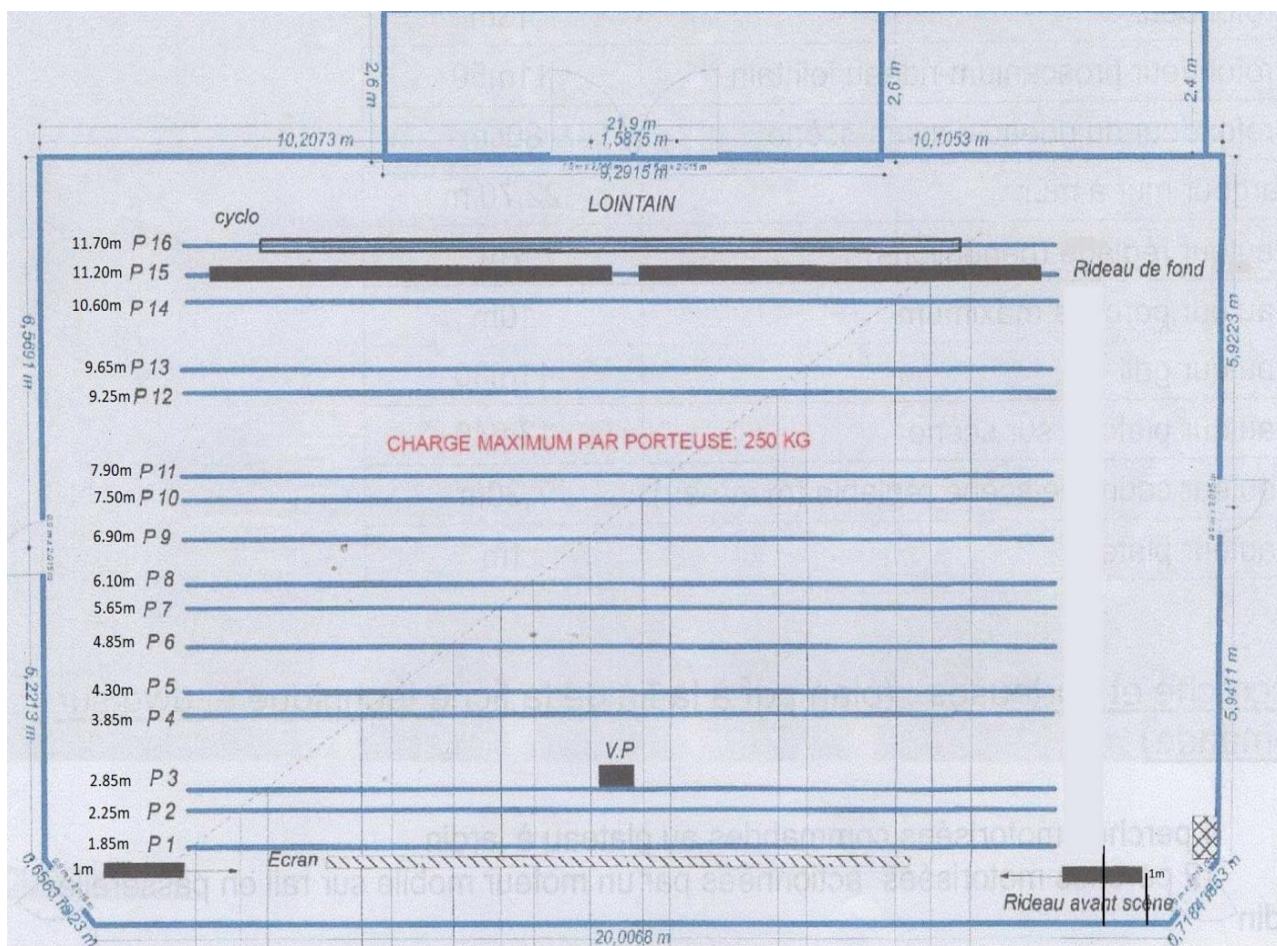 2,6 m
2,6 m
2,4 m
21,9 m
10,2073 m
1,5875 m
10,1053 m
9,2915 m
LOINTAIN
cyclo
11.70m P 16
11.20m P 15
Rideau de fond
10.60m P 14
6,5691 m
5,9223 m
9.65m P 13
9.25m P 12
CHARGE MAXIMUM PAR PORTEUSE: 250 KG
7.90m P 11
7.50m P 10
6.90m P 9
6.10m P 8
5.65m P 7
4.85m P 6
6,2213 m
5,9411 m
4.30m P 5
3.85m P 4
V.P
2.85m P 3
2.25m P 2
1.85m P 1
Ecran
1m
1m
Rideau avant scène
20,0068 m